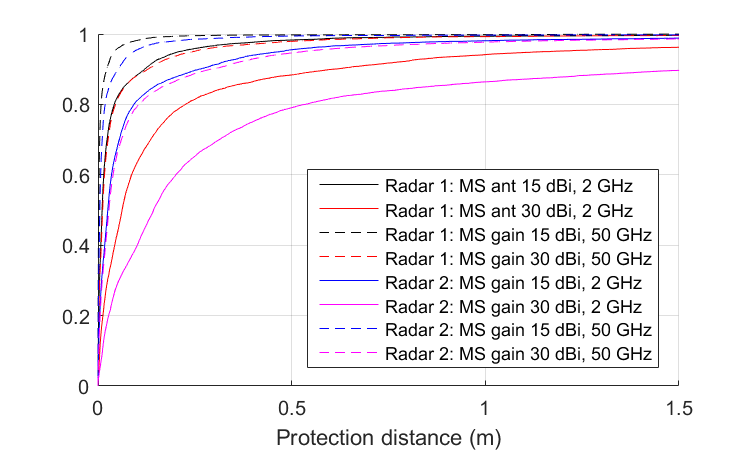 1
0.8
0.6
0.4
0.2
0
0 0.5 1 1.5
Protection distance (m)
Radar 1: MS ant 15 dBi, 2 GHz
Radar 1: MS ant 30 dBi, 2 GHz
Radar 1: MS gain 15 dBi, 50 GHz
Radar 1: MS gain 30 dBi, 50 GHz
Radar 2: MS gain 15 dBi, 2 GHz
Radar 2: MS gain 30 dBi, 2 GHz
Radar 2: MS gain 15 dBi, 50 GHz
Radar 2: MS gain 30 dBi, 50 GHz